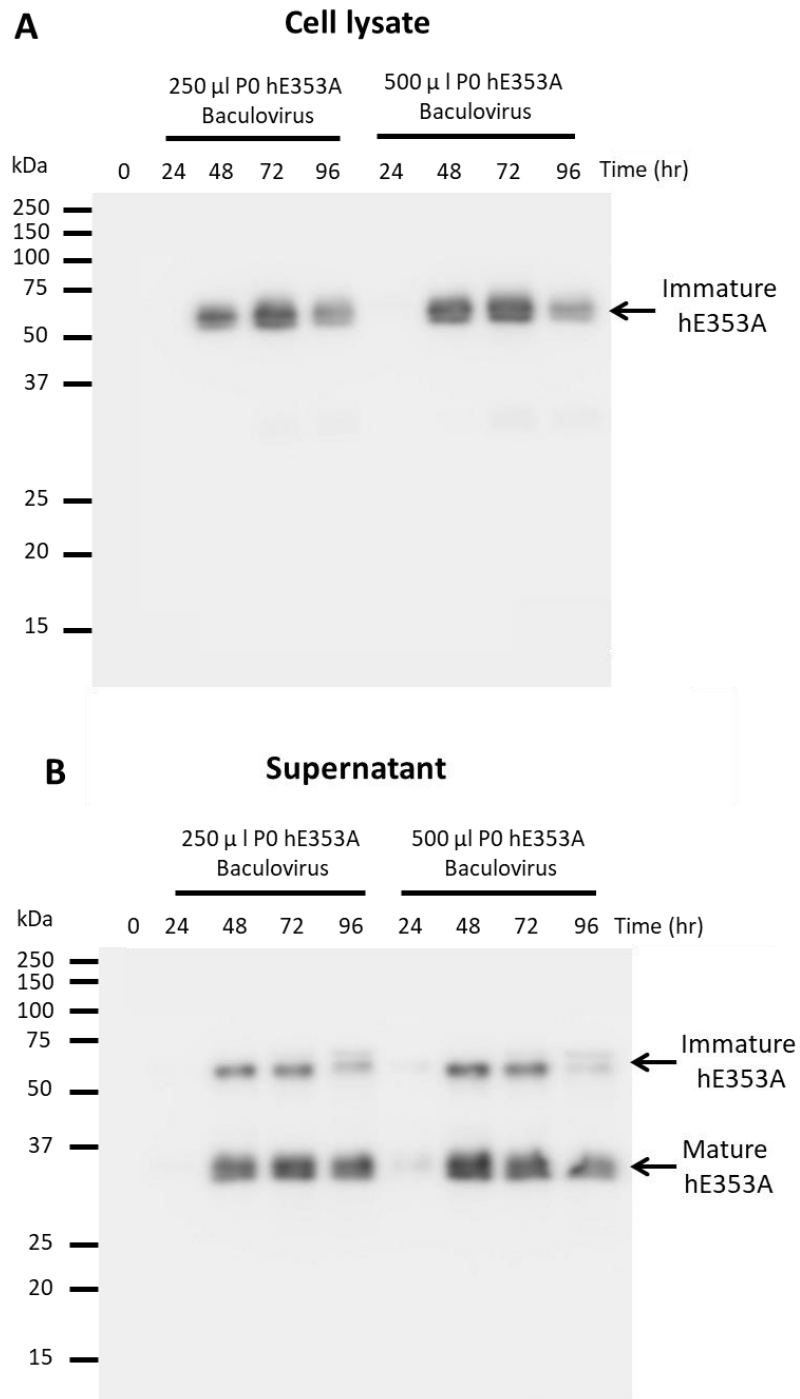 A
Cell lysate
250 µl P0 hE353A
Baculovirus
500 µ l P0 hE353A
Baculovirus
kDa
0 24 48 72 96 24 48 72 96 Time (hr)
250
150
100
75
50
37
25
20
15
Immature
hE353A
B
Supernatant
250 µ l P0 hE353A
Baculovirus
500 µl P0 hE353A
Baculovirus
kDa
0 24 48 72 96 24 48 72 96 Time (hr)
250
150
100
75
50
37
25
20
15
Immature
hE353A
Mature
hE353A